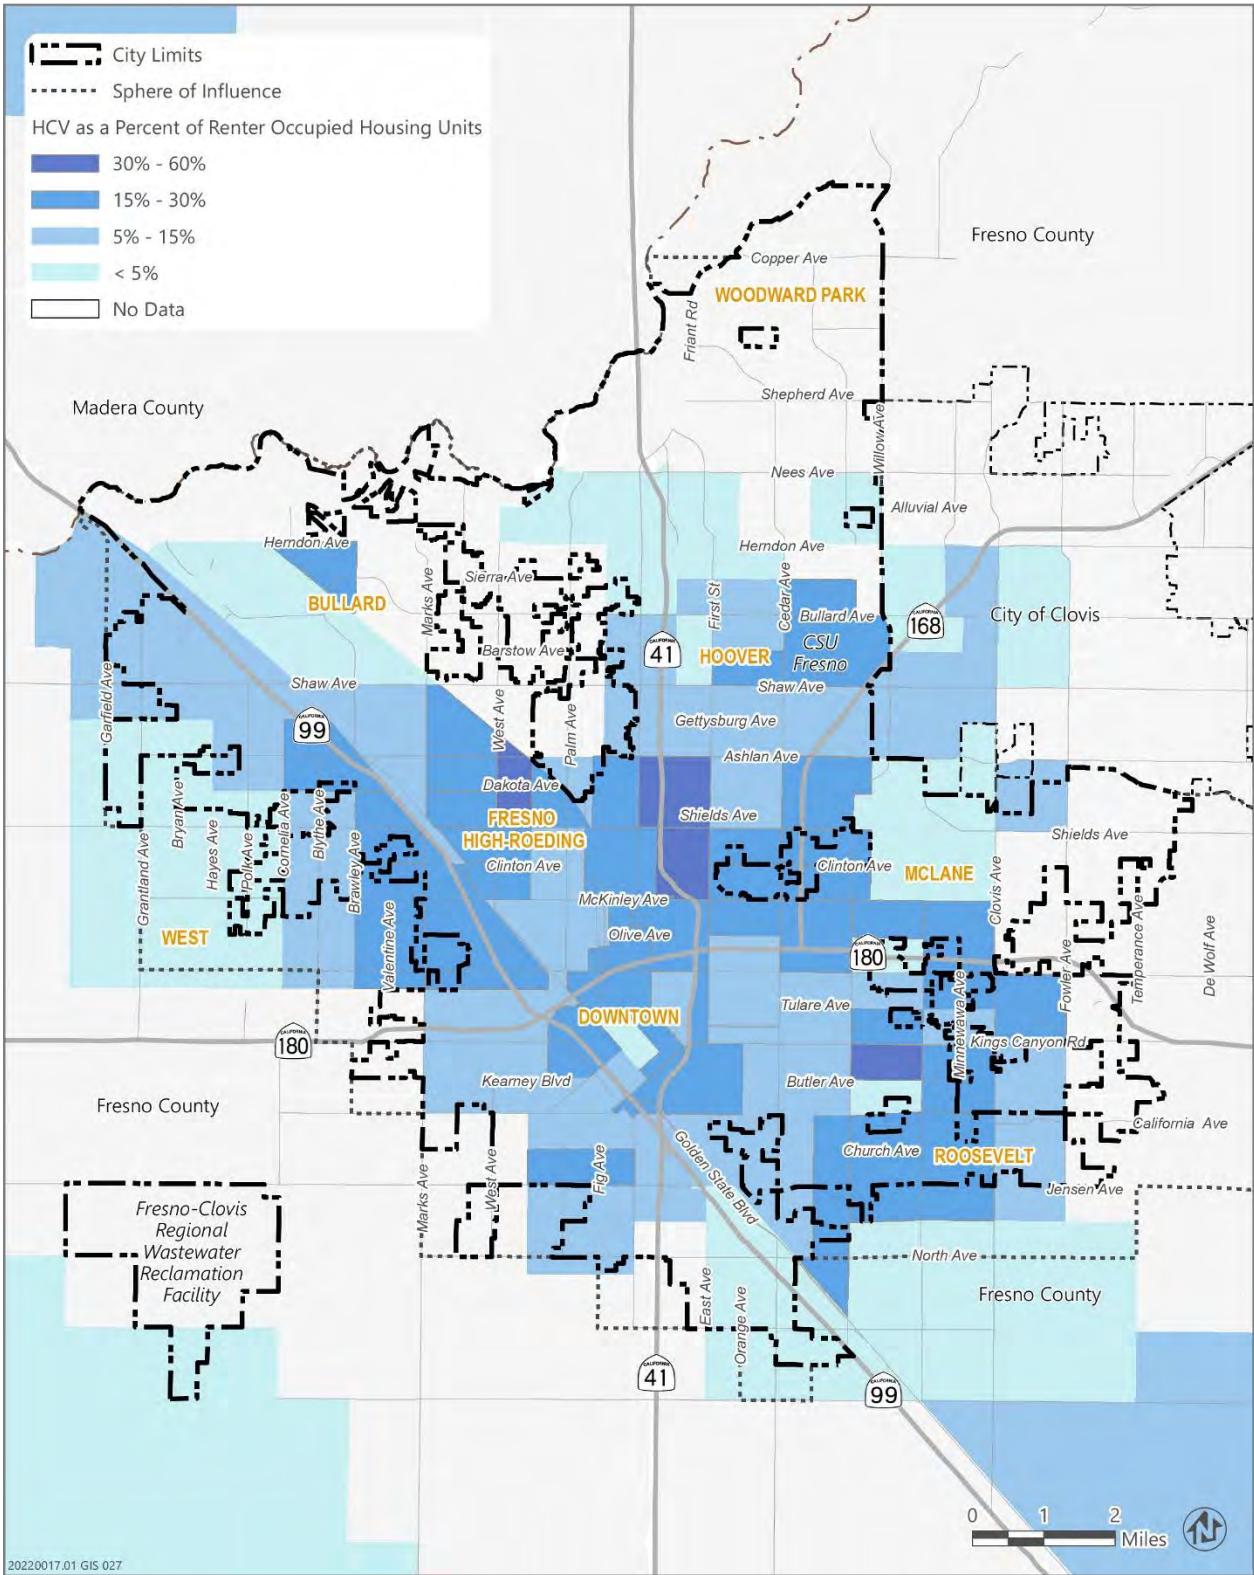 City Limits
Sphere of Influence
HCV as a Percent of Renter Occupied Housing Units
30% - 60%
15% - 30%
5% - 15%
< 5%
No Data
Fresno County
Copper Ave
WOODWARD PARK
Friant Rd
Madera County
Shepherd Ave
Willow Ave
Nees Ave
Alluvial Ave
Herndon Ave
Herndon Ave
Sierra Ave
Marks Ave
BULLARD
First St
Cedar Ave
Bullard Ave
CALIFORNIA
168
City of Clovis
CSU
Fresno
CALIFORNIA
41
HOOVER
Barstow Ave
Garfield Ave
Shaw Ave
Shaw Ave
West Ave
Palm Ave
CALIFORNIA
99
Gettysburg Ave
Ashlan Ave
Dakota Ave
Bryan Ave
Hayes Ave
Polk Ave
Cornelia Ave
Blythe Ave
Brawley Ave
Grantland Ave
FRESNO
HIGH-ROEDING
Shields Ave
Shields Ave
Clinton Ave
Clinton Ave
MCLANE
Clovis Ave
McKinley Ave
Olive Ave
WEST
Valentine Ave
CALIFORNIA
180
Minnewawa Ave
Fowler Ave
Temperance Ave
De Wolf Ave
Tulare Ave
DOWNTOWN
CALIFORNIA
180
Kings Canyon Rd
Kearney Blvd
Butler Ave
Fresno County
California Ave
Church Ave
ROOSEVELT
Marks Ave
West Ave
Fig Ave
Golden State Blvd
Jensen Ave
Fresno-Clovis
Regional
Wastewater
Reclamation
Facility
North Ave
East Ave
Orange Ave
Fresno County
CALIFORNIA
41
CALIFORNIA
99
0 1 2
Miles
N
20220017.01 GIS 027